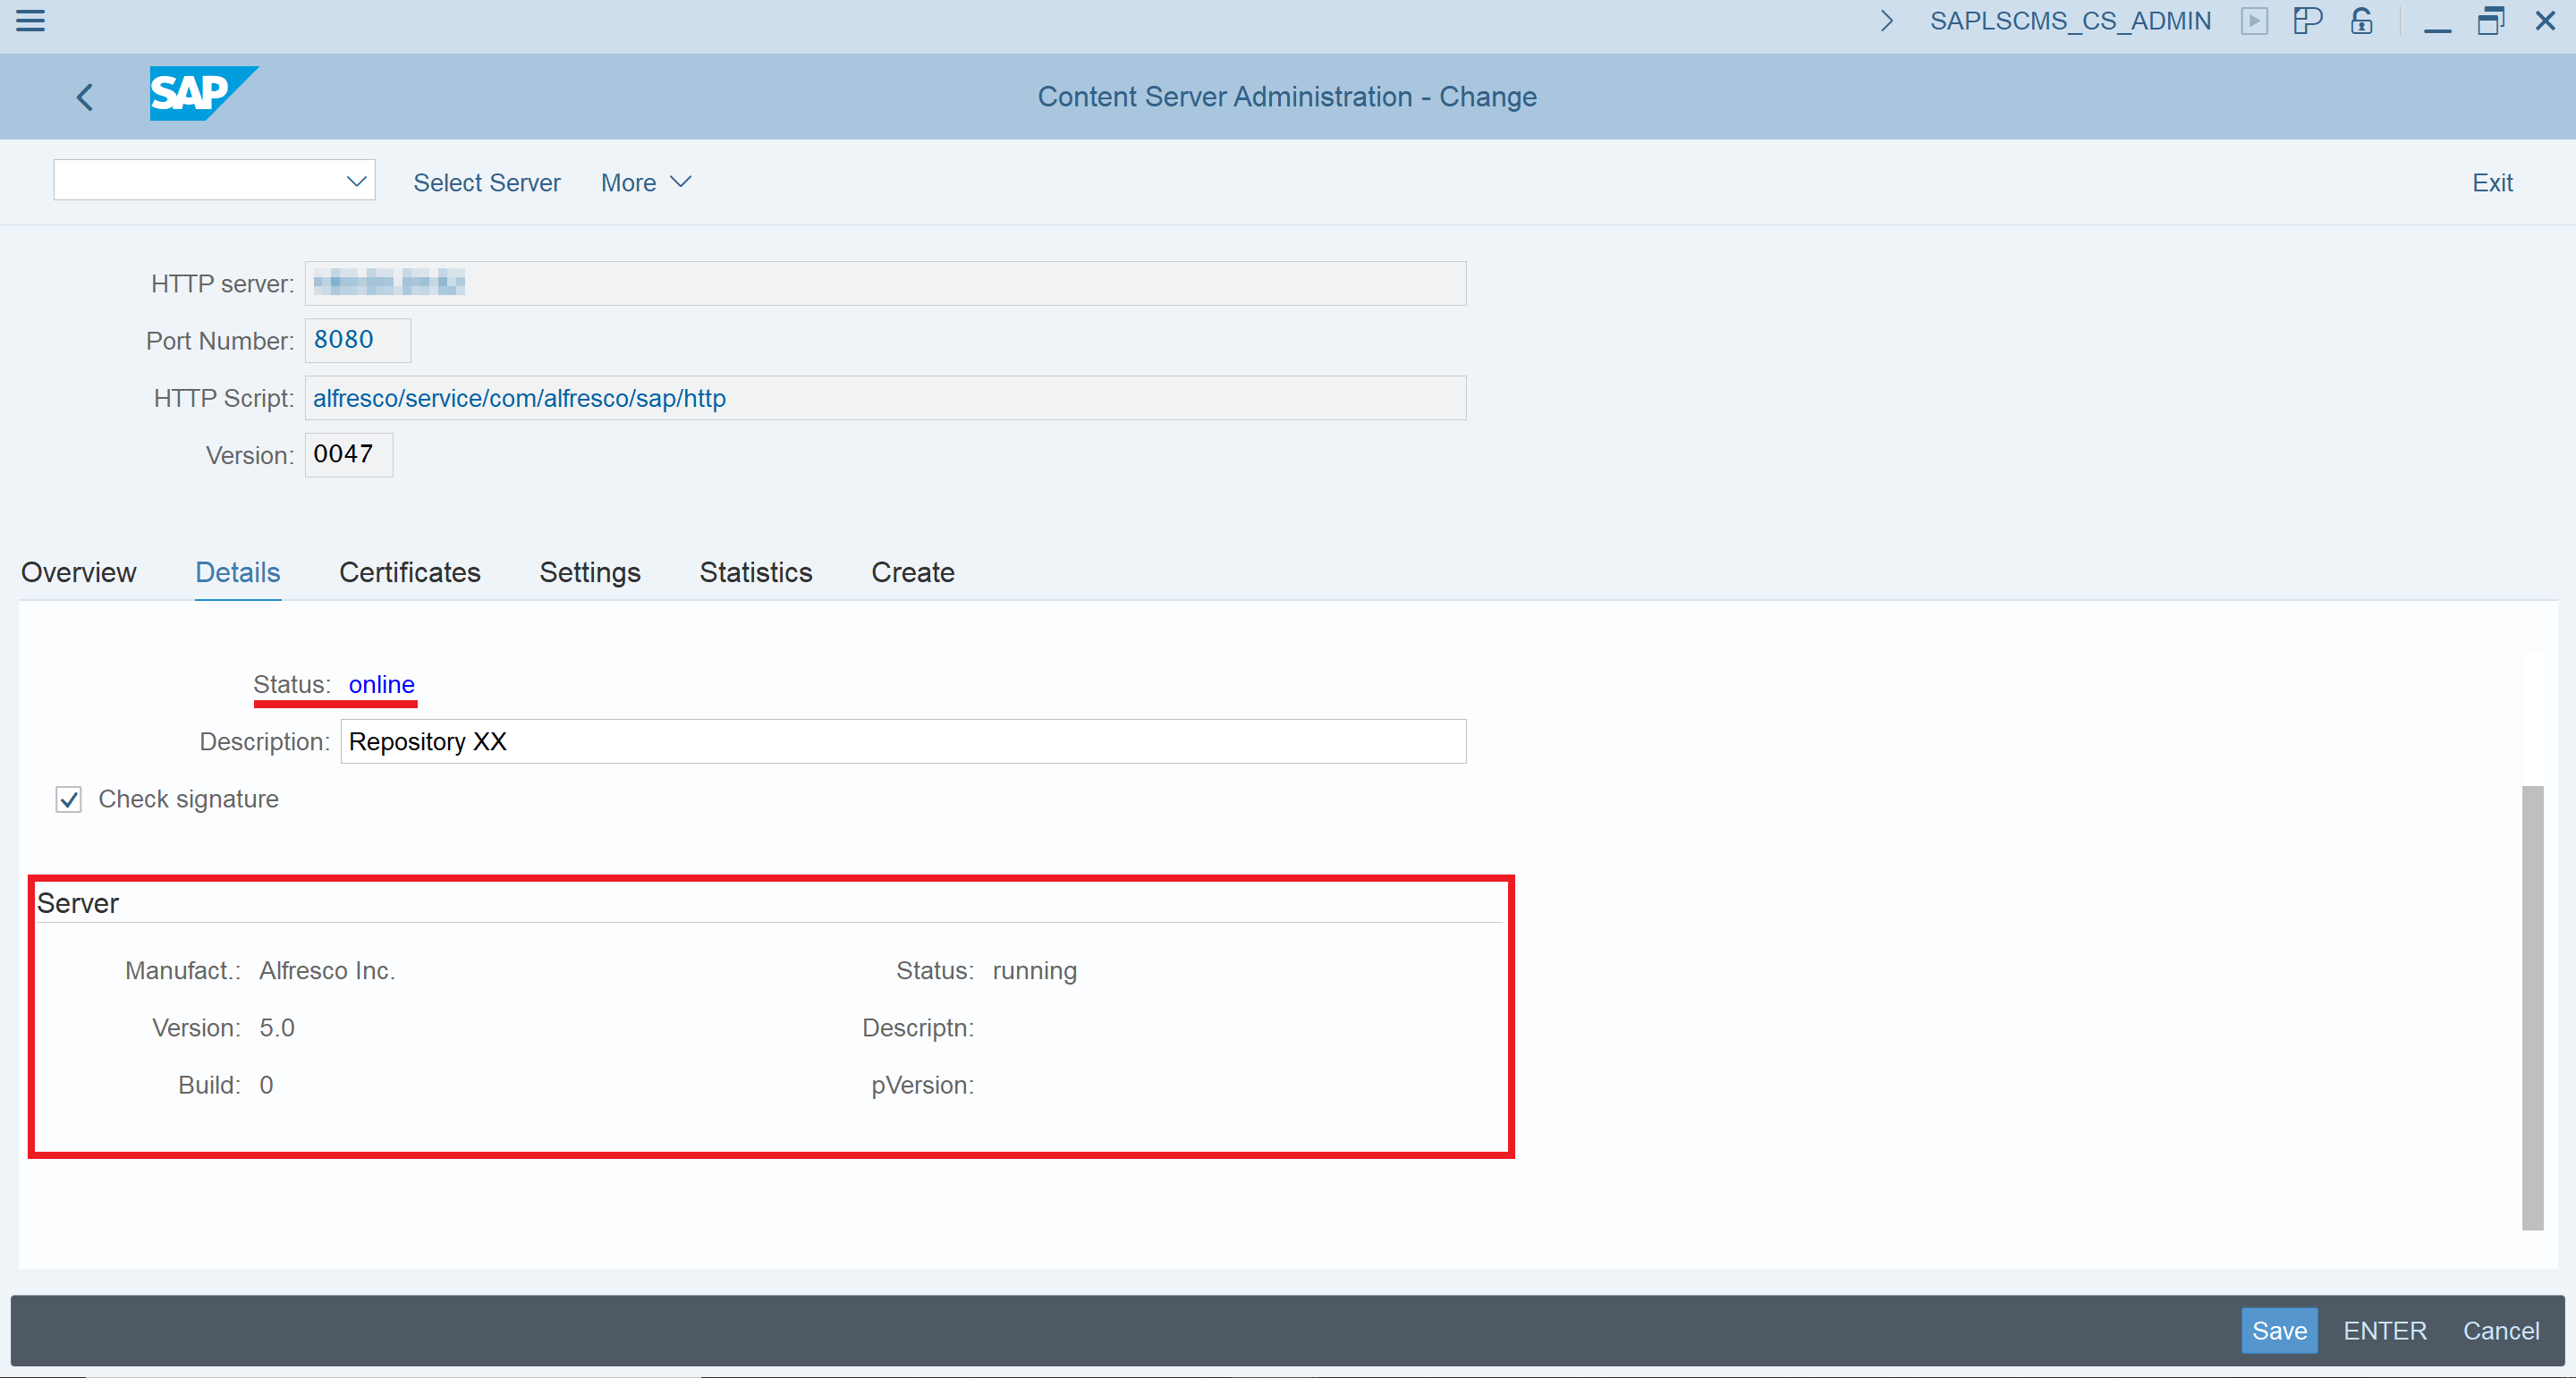 SAPLSCMS_CS_ADMIN
SAP
Content Server Administration - Change
Select Server More Exit
HTTP server:
Port Number: 8080
HTTP Script: alfresco/service/com/alfresco/sap/http
Version: 0047
Overview Details Certificates Settings Statistics Create
Status: online
Description: Repository XX
Check signature
Server
Manufact.: Alfresco Inc. Status: running
Version: 5.0 Descriptn:
Build: 0 pVersion:
Save ENTER Cancel